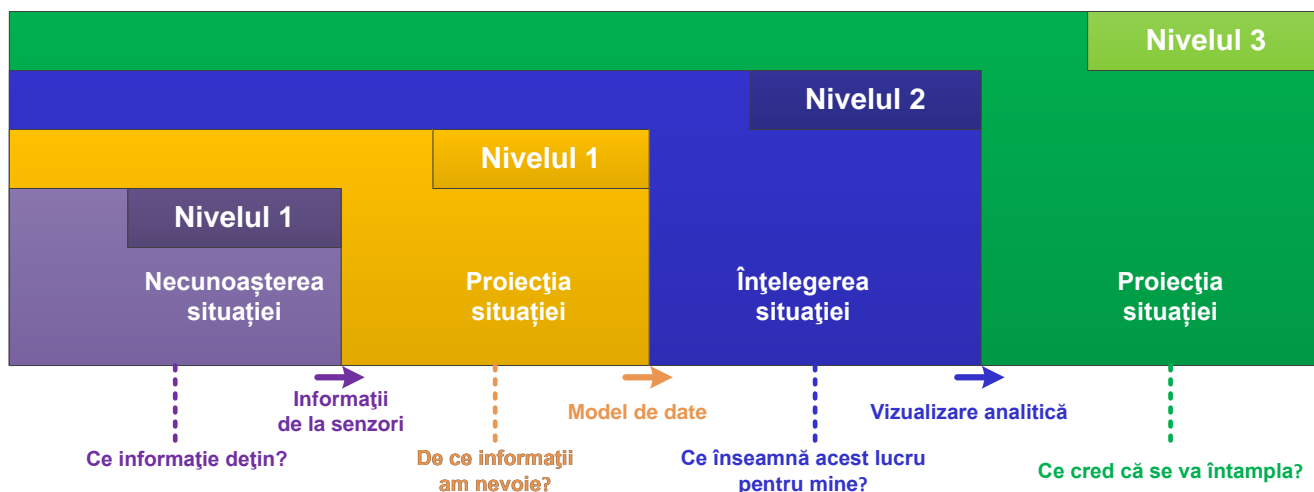 Nivelul 3
Nivelul 2
Nivelul 1
Nivelul 1
Necunoașterea
situației
Proiecţia
situației
Înţelegerea
situaţiei
Proiecţia
situației
Informaţii
de la senzori
Model de date
Vizualizare analitică
Ce informaţie deţin?
De ce informaţii
am nevoie?
Ce înseamnă acest lucru
pentru mine?
Ce cred că se va întampla?